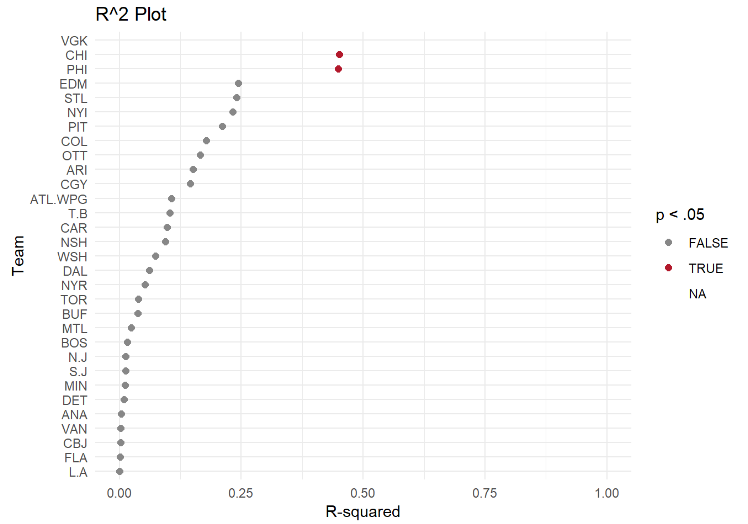 R^2 Plot
VGK
CHI
PHI
EDM
STL
NYI
PIT
COL
OTT
ARI
CGY
ATL.WPG
T.B
CAR
NSH
WSH
DAL
NYR
TOR
BUF
MTL
BOS
N.J
S.J
MIN
DET
ANA
VAN
CBJ
FLA
L.A
Team
0.00 0.25 0.50 0.75 1.00
R-squared
p < .05
FALSE
TRUE
NA